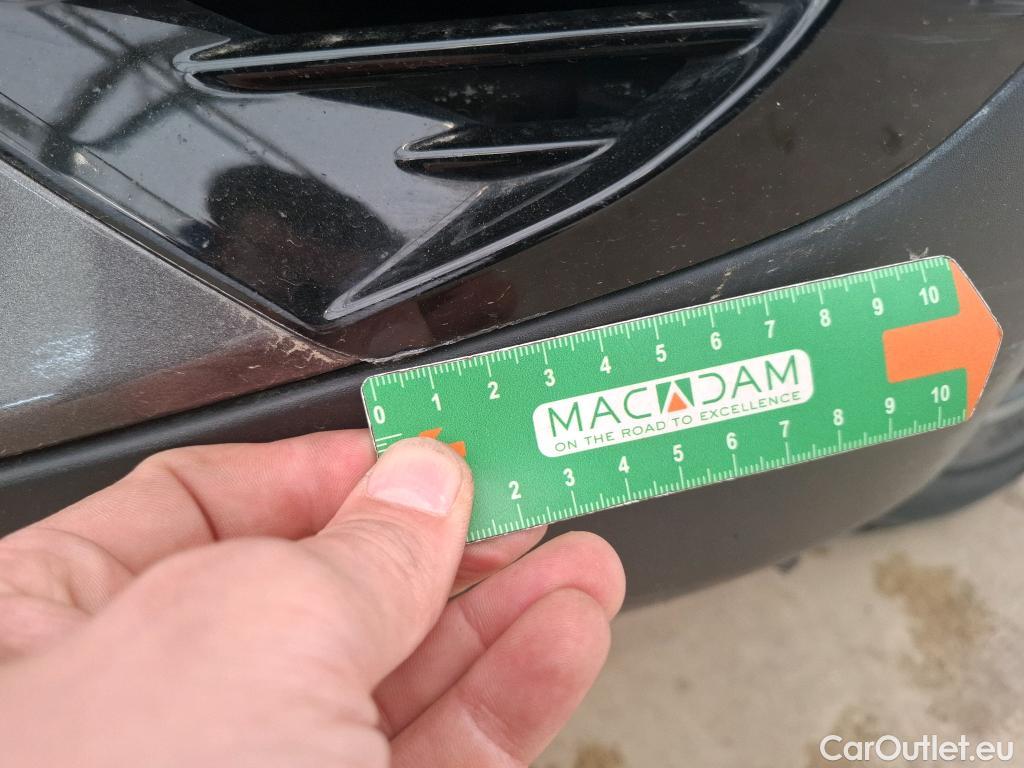 0 1 2 3 4 5 6 7 8 9 10
MACADAM
ON THE ROAD TO EXCELLENCE
2 3 4 5 6 7 8 9 10
CarOutlet.eu